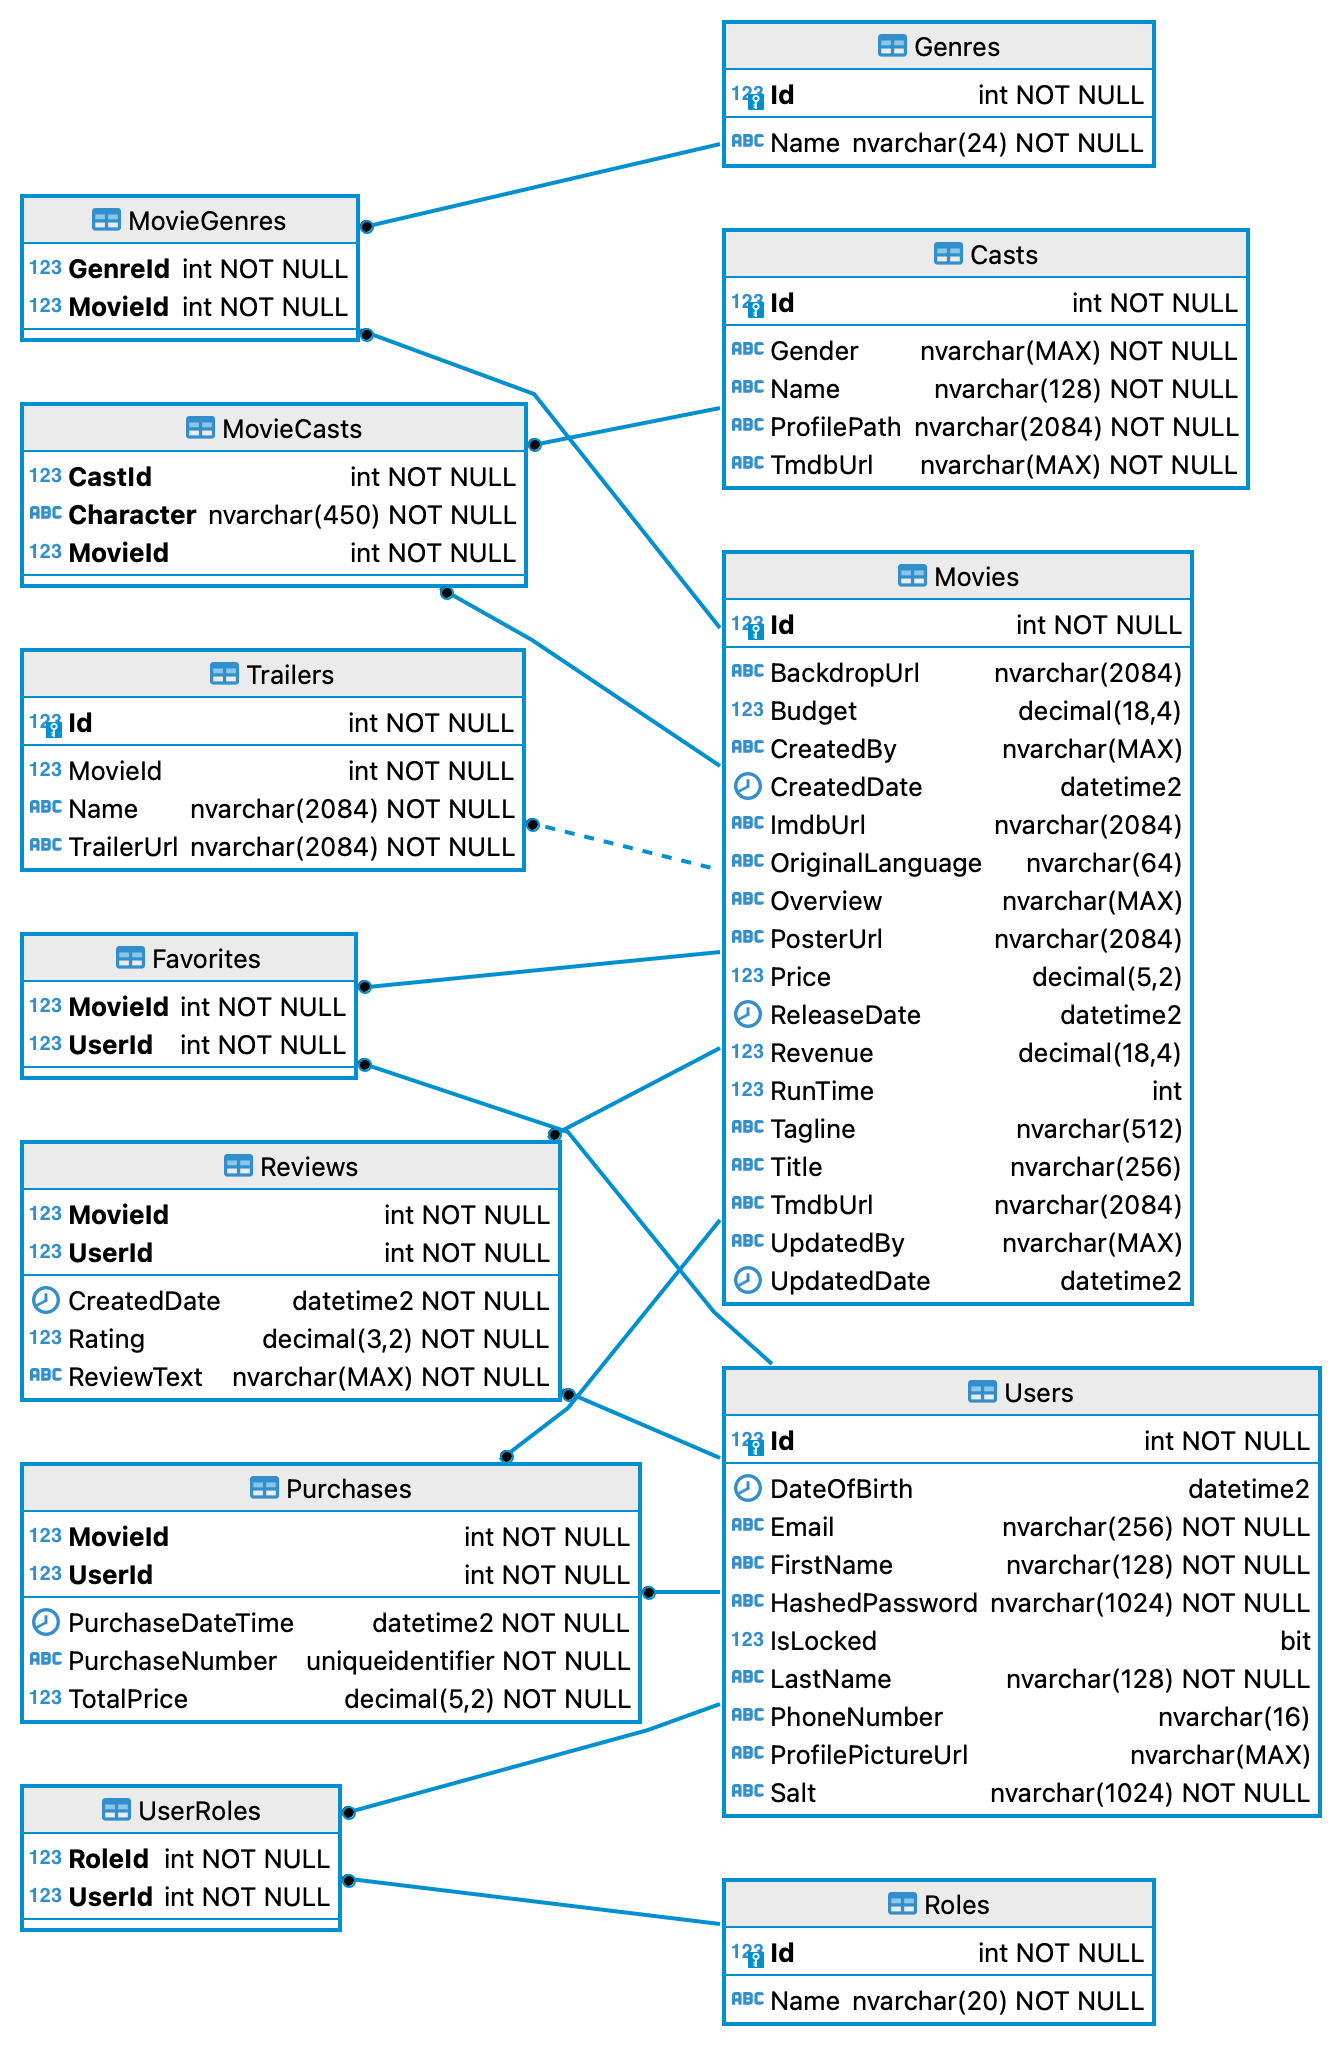 Genres
123 Id int NOT NULL
ABC Name nvarchar(24) NOT NULL
MovieGenres
123 GenreId int NOT NULL
123 MovieId int NOT NULL
Casts
123 Id int NOT NULL
ABC Gender nvarchar(MAX) NOT NULL
ABC Name nvarchar(128) NOT NULL
ABC ProfilePath nvarchar(2084) NOT NULL
ABC TmdbUrl nvarchar(MAX) NOT NULL
MovieCasts
123 CastId int NOT NULL
ABC Character nvarchar(450) NOT NULL
123 MovieId int NOT NULL
Movies
123 Id int NOT NULL
ABC BackdropUrl nvarchar(2084)
123 Budget decimal(18,4)
ABC CreatedBy nvarchar(MAX)
CreatedDate datetime2
ABC ImdbUrl nvarchar(2084)
ABC OriginalLanguage nvarchar(64)
ABC Overview nvarchar(MAX)
ABC PosterUrl nvarchar(2084)
123 Price decimal(5,2)
ReleaseDate datetime2
123 Revenue decimal(18,4)
123 RunTime int
ABC Tagline nvarchar(512)
ABC Title nvarchar(256)
ABC TmdbUrl nvarchar(2084)
ABC UpdatedBy nvarchar(MAX)
UpdatedDate datetime2
Trailers
123 Id int NOT NULL
123 MovieId int NOT NULL
ABC Name nvarchar(2084) NOT NULL
ABC TrailerUrl nvarchar(2084) NOT NULL
Favorites
123 MovieId int NOT NULL
123 UserId int NOT NULL
Reviews
123 MovieId int NOT NULL
123 UserId int NOT NULL
CreatedDate datetime2 NOT NULL
123 Rating decimal(3,2) NOT NULL
ABC ReviewText nvarchar(MAX) NOT NULL
Users
123 Id int NOT NULL
DateOfBirth datetime2
ABC Email nvarchar(256) NOT NULL
ABC FirstName nvarchar(128) NOT NULL
ABC HashedPassword nvarchar(1024) NOT NULL
123 IsLocked bit
ABC LastName nvarchar(128) NOT NULL
ABC PhoneNumber nvarchar(16)
ABC ProfilePictureUrl nvarchar(MAX)
ABC Salt nvarchar(1024) NOT NULL
Purchases
123 MovieId int NOT NULL
123 UserId int NOT NULL
PurchaseDateTime datetime2 NOT NULL
ABC PurchaseNumber uniqueidentifier NOT NULL
123 TotalPrice decimal(5,2) NOT NULL
UserRoles
123 RoleId int NOT NULL
123 UserId int NOT NULL
Roles
123 Id int NOT NULL
ABC Name nvarchar(20) NOT NULL